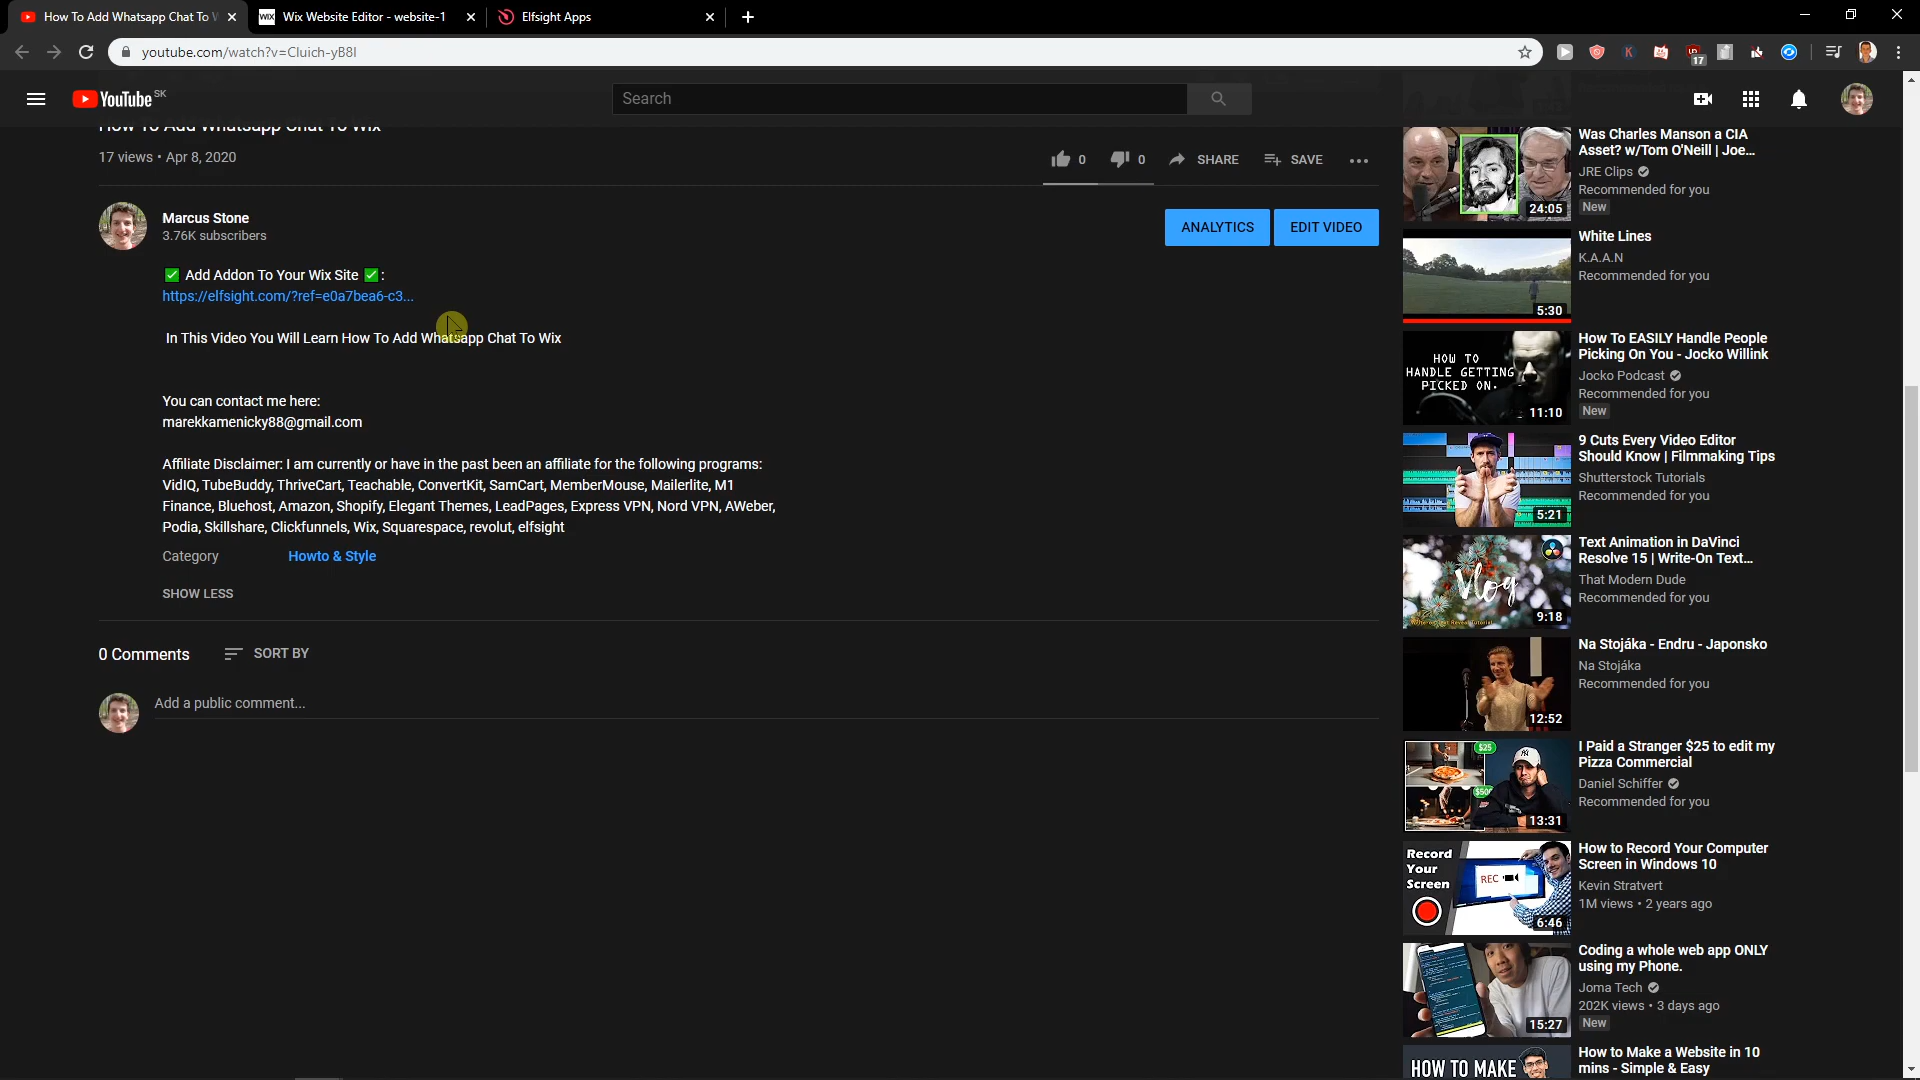 How To Add Whatsapp Chat To W
Wix Website Editor - website-1
Elfsight Apps
youtube.com/watch?v=Cluich-yB8I
17
YouTube SK
Search
How To Add Whatsapp Chat To Wix
17 views • Apr 8, 2020
0
0
SHARE
SAVE
Marcus Stone
3.76K subscribers
ANALYTICS
EDIT VIDEO
✅ Add Addon To Your Wix Site ✅:
https://elfsight.com/?ref=e0a7bea6-c3...
In This Video You Will Learn How To Add Whatsapp Chat To Wix
You can contact me here:
marekkamenicky88@gmail.com
Affiliate Disclaimer: I am currently or have in the past been an affiliate for the following programs:
VidIQ, TubeBuddy, ThriveCart, Teachable, ConvertKit, SamCart, MemberMouse, Mailerlite, M1
Finance, Bluehost, Amazon, Shopify, Elegant Themes, LeadPages, Express VPN, Nord VPN, AWeber,
Podia, Skillshare, Clickfunnels, Wix, Squarespace, revolut, elfsight
Category
Howto & Style
SHOW LESS
0 Comments
SORT BY
Add a public comment...
24:05
Was Charles Manson a CIA
Asset? w/Tom O'Neill | Joe...
JRE Clips
Recommended for you
New
5:30
White Lines
K.A.A.N
Recommended for you
HOW TO
HANDLE GETTING
PICKED ON.
11:10
How To EASILY Handle People
Picking On You - Jocko Willink
Jocko Podcast
Recommended for you
New
5:21
9 Cuts Every Video Editor
Should Know | Filmmaking Tips
Shutterstock Tutorials
Recommended for you
Vlog
9:18
Text Animation in DaVinci
Resolve 15 | Write-On Text...
That Modern Dude
Recommended for you
12:52
Na Stojáka - Endru - Japonsko
Na Stojáka
Recommended for you
$25
$500
13:31
I Paid a Stranger $25 to edit my
Pizza Commercial
Daniel Schiffer
Recommended for you
Record
Your
Screen
REC
6:46
How to Record Your Computer
Screen in Windows 10
Kevin Stratvert
1M views • 2 years ago
15:27
Coding a whole web app ONLY
using my Phone.
Joma Tech
202K views • 3 days ago
New
HOW TO MAKE
How to Make a Website in 10
mins - Simple & Easy